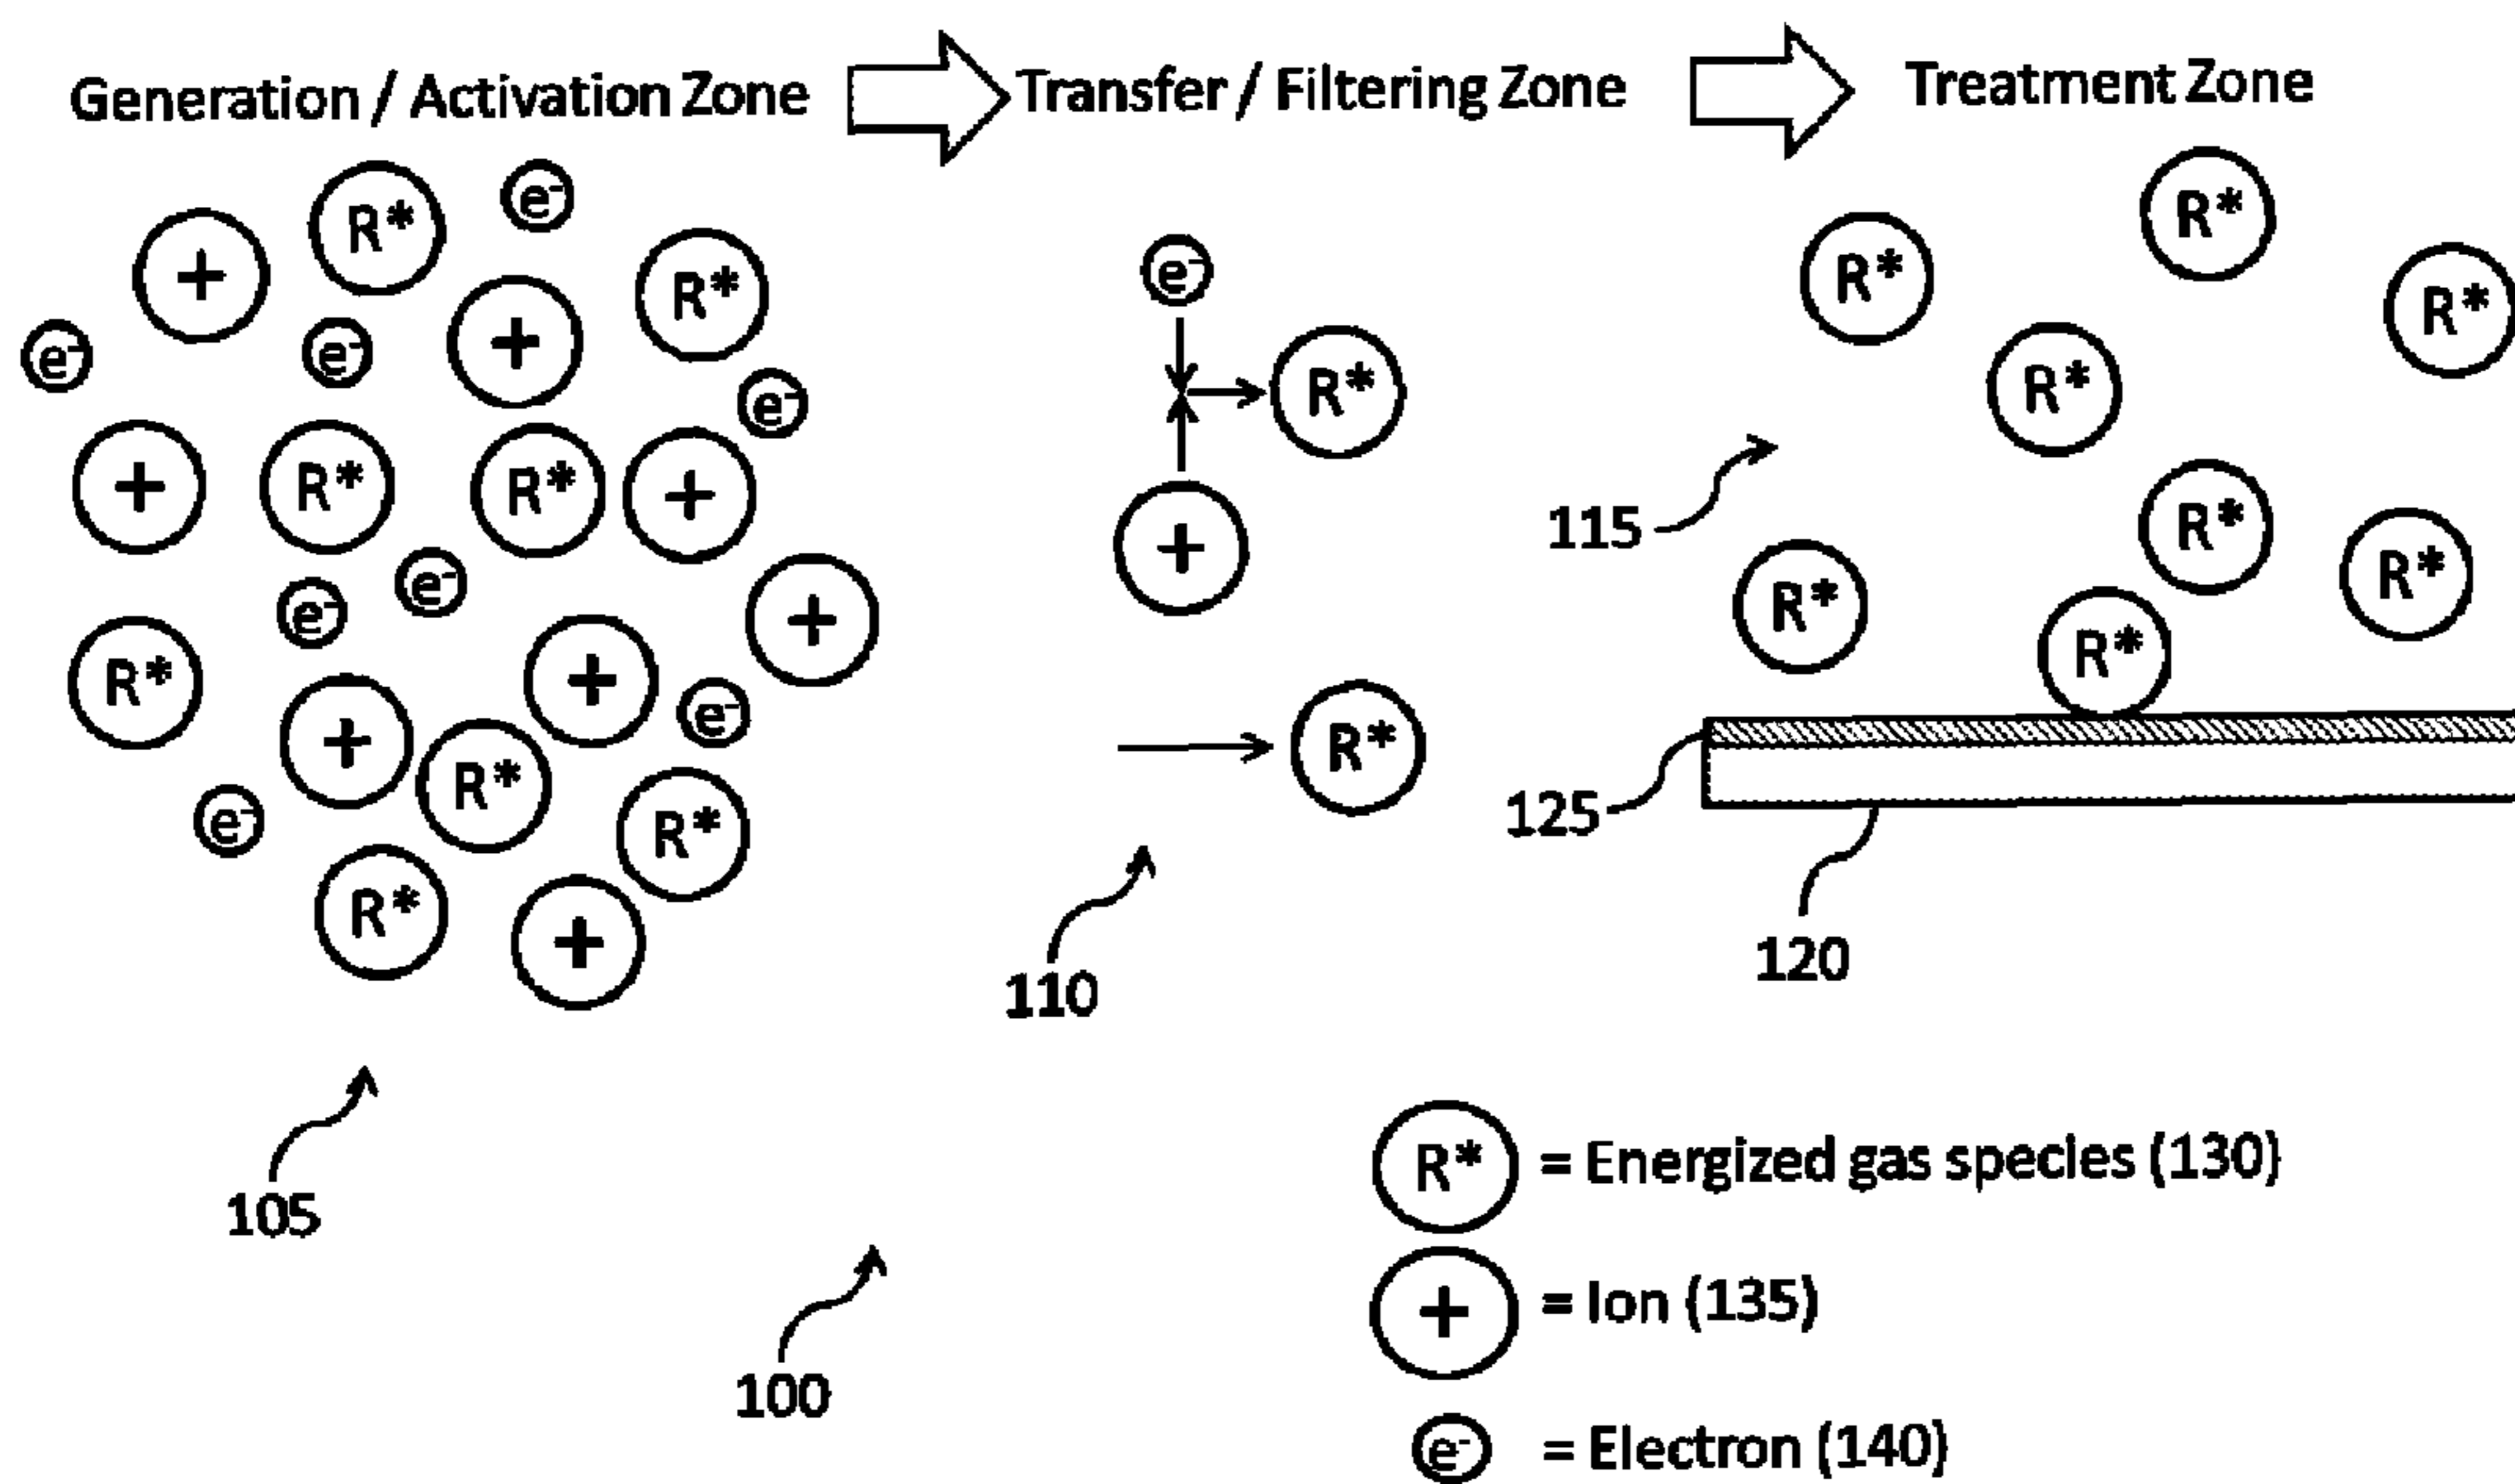 Generation / Activation Zone
Transfer / Filtering Zone
Treatment Zone
e⁻
R*
R*
+
R*
R*
e⁻
R*
+
R*
e⁻
e⁻
R*
R*
e⁻
+
R*
R*
+
115
R*
R*
+
e⁻
R*
R*
e⁻
+
R*
R*
+
R*
e⁻
+
R*
R*
125
e⁻
R*
R*
+
120
110
R* = Energized gas species (130)
105
+ = Ion (135)
100
e⁻ = Electron (140)